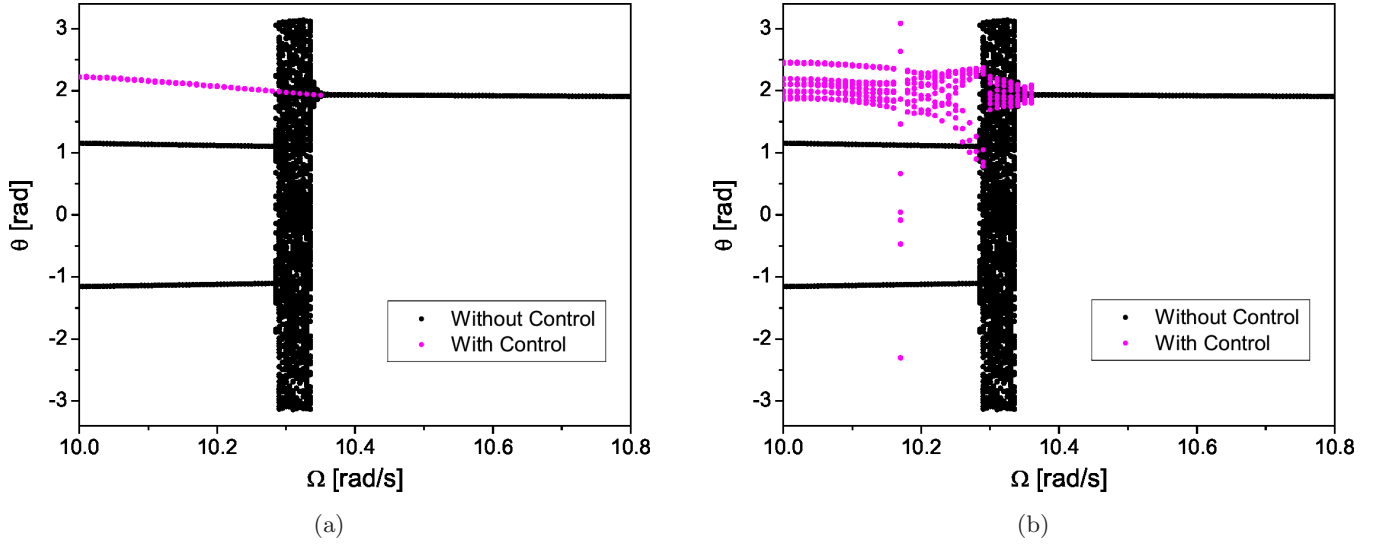 3
2
1
0
-1
-2
-3
θ [rad]
Without Control
With Control
10.0
10.2
10.4
10.6
10.8
Ω [rad/s]
(a)
3
2
1
0
-1
-2
-3
θ [rad]
Without Control
With Control
10.0
10.2
10.4
10.6
10.8
Ω [rad/s]
(b)